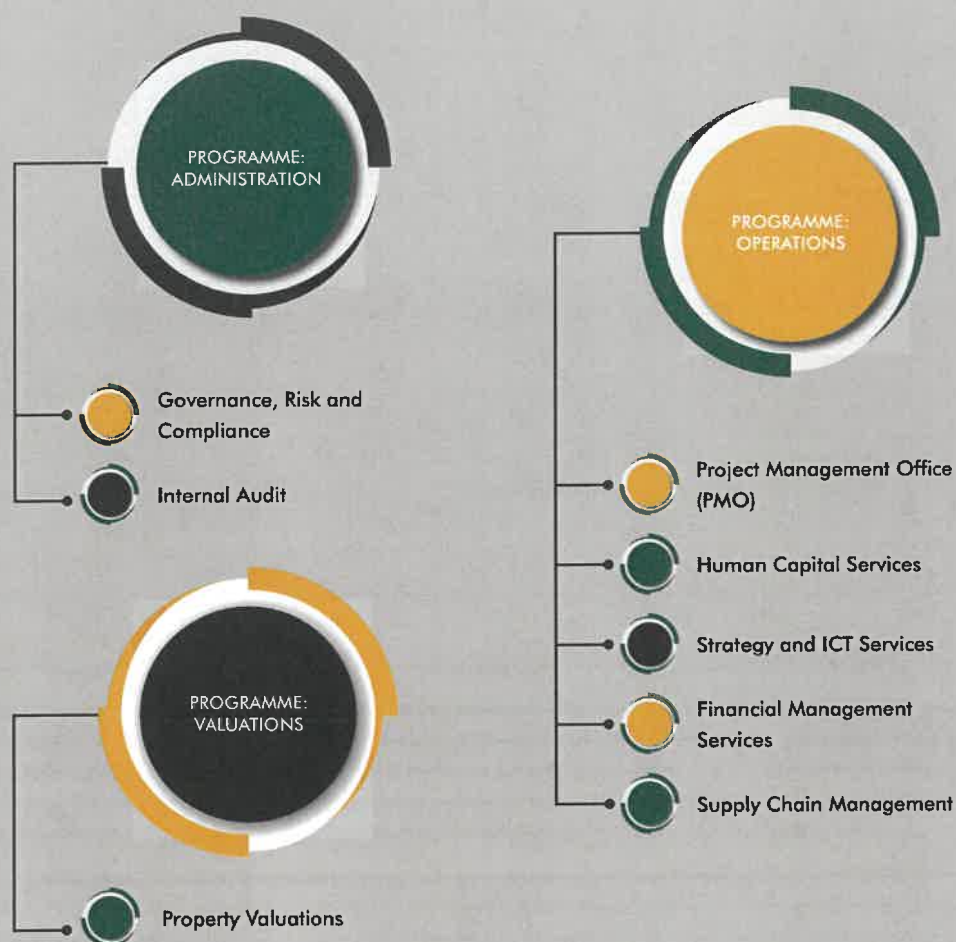 PROGRAMME:
ADMINISTRATION
Governance, Risk and
Compliance
Internal Audit
PROGRAMME:
VALUATIONS
Property Valuations
PROGRAMME:
OPERATIONS
Project Management Office
(PMO)
Human Capital Services
Strategy and ICT Services
Financial Management
Services
Supply Chain Management